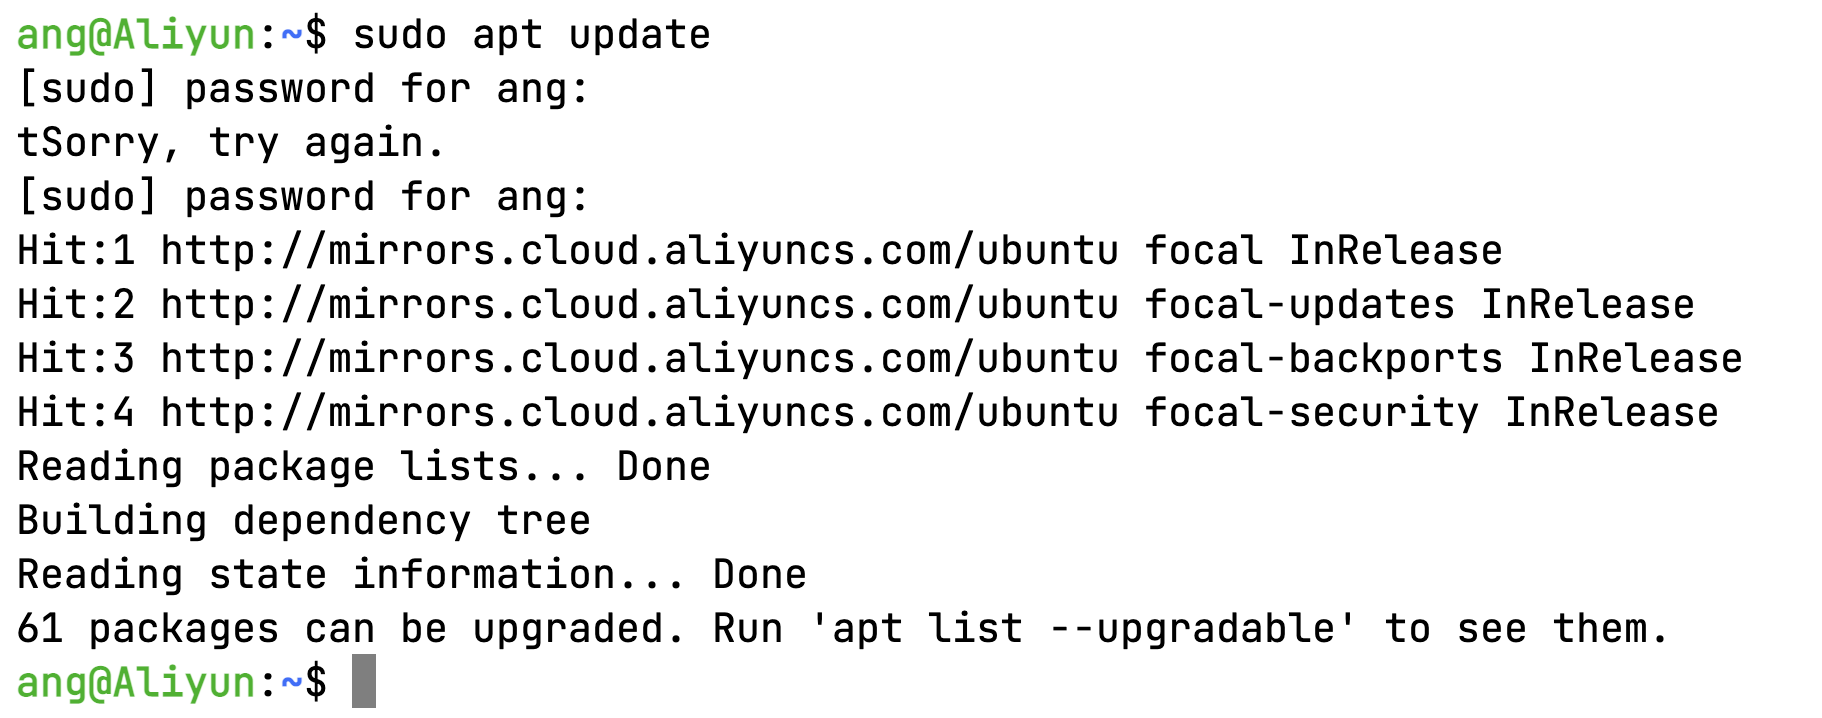 ang@Aliyun:~$ sudo apt update
[sudo] password for ang:
tSorry, try again.
[sudo] password for ang:
Hit:1 http://mirrors.cloud.aliyuncs.com/ubuntu focal InRelease
Hit:2 http://mirrors.cloud.aliyuncs.com/ubuntu focal-updates InRelease
Hit:3 http://mirrors.cloud.aliyuncs.com/ubuntu focal-backports InRelease
Hit:4 http://mirrors.cloud.aliyuncs.com/ubuntu focal-security InRelease
Reading package lists... Done
Building dependency tree
Reading state information... Done
61 packages can be upgraded. Run 'apt list --upgradable' to see them.
ang@Aliyun:~$